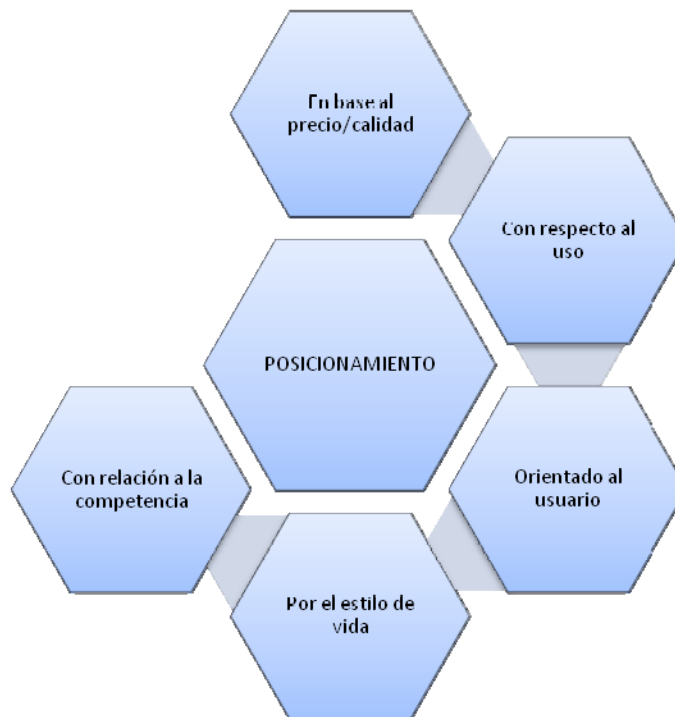 En base al
precio/calidad
Con respecto al
uso
POSICIONAMIENTO
Orientado al
usuario
Con relación a la
competencia
Por el estilo de
vida